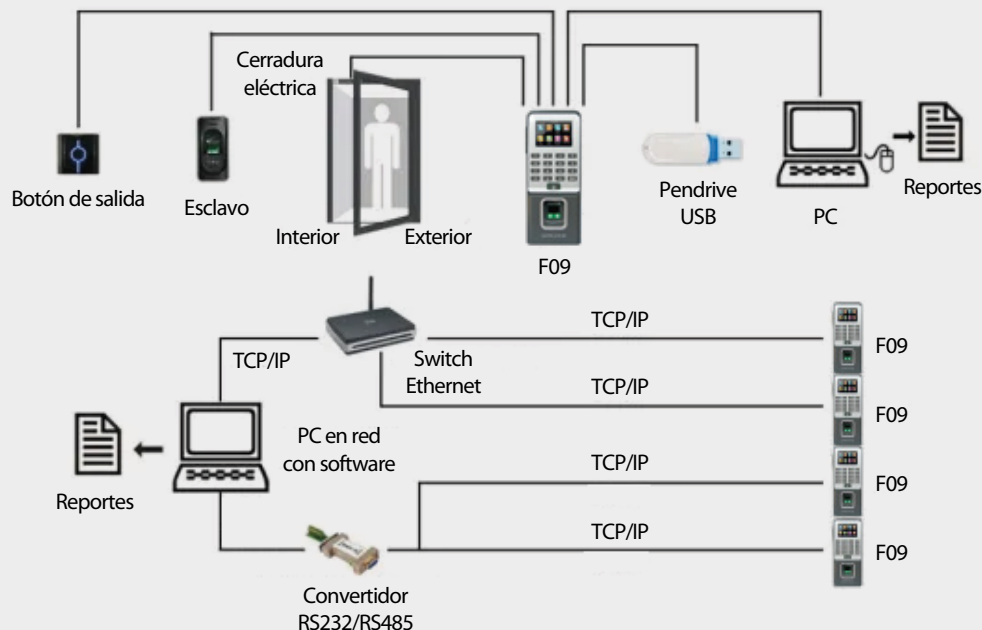 Cerradura
eléctrica
Botón de salida
Esclavo
Interior
Exterior
F09
Pendrive
USB
PC
Reportes
TCP/IP
TCP/IP
Switch
Ethernet
TCP/IP
F09
F09
PC en red
con software
Reportes
TCP/IP
F09
TCP/IP
F09
Convertidor
RS232/RS485